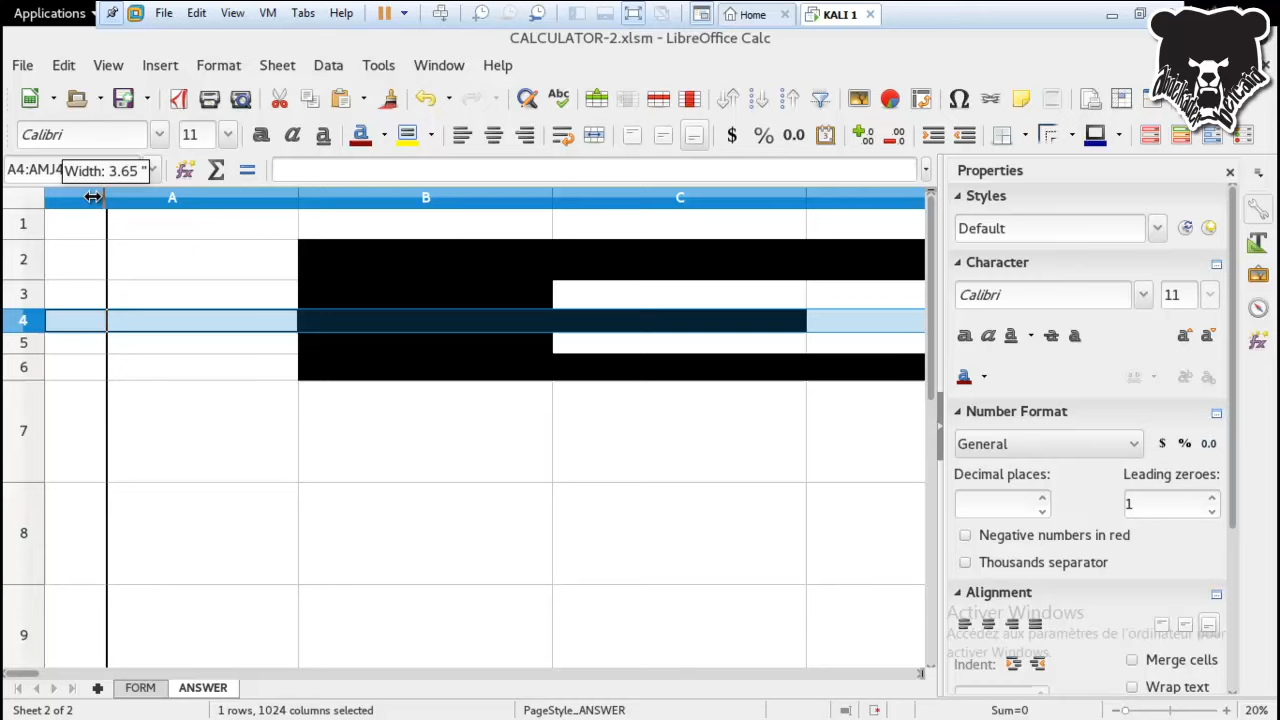 Applications
File Edit View VM Tabs Help
Home
KALI 1
CALCULATOR-2.xlsm - LibreOffice Calc
File Edit View Insert Format Sheet Data Tools Window Help
Calibri
11
$ % 0.0
A4:AMJ4
Width: 3.65 "
A B C
1
2
3
4
5
6
7
8
9
Properties
Styles
Default
Character
Calibri
11
Number Format
General
$ % 0.0
Decimal places:
Leading zeroes:
1
Negative numbers in red
Thousands separator
Alignment
Activer Windows
Accédez aux paramètres de l'ordinateur pour
activer Windows.
Indent:
Merge cells
Wrap text
FORM
ANSWER
Sheet 2 of 2
1 rows, 1024 columns selected
PageStyle_ANSWER
Sum=0
20%